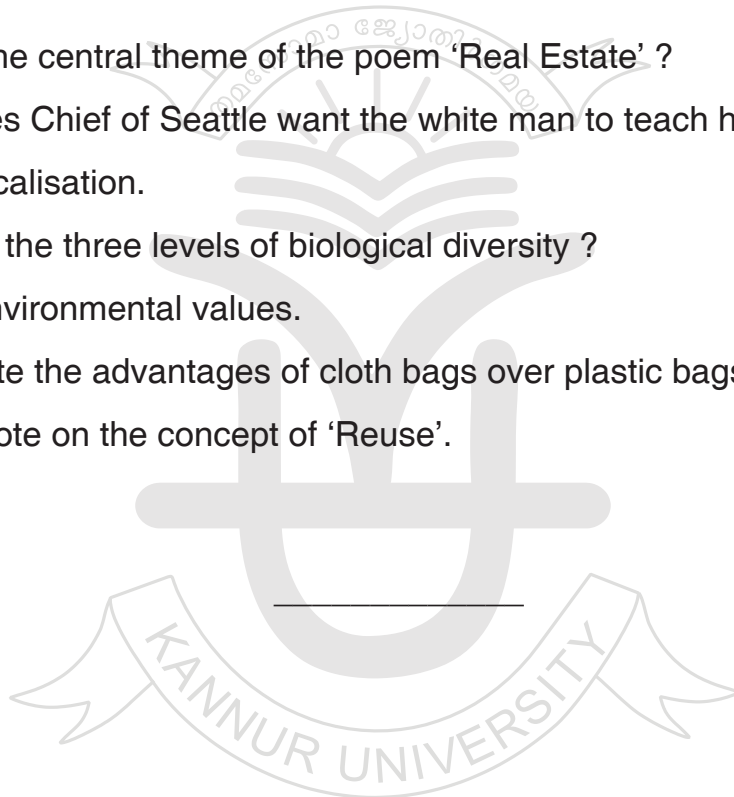 തമസോമാ ജ്യോതിർഗമയ
he central theme of the poem ‘Real Estate’ ?
es Chief of Seattle want the white man to teach h
calisation.
the three levels of biological diversity ?
nvironmental values.
te the advantages of cloth bags over plastic bags
ote on the concept of ‘Reuse’.
KANNUR UNIVERSITY